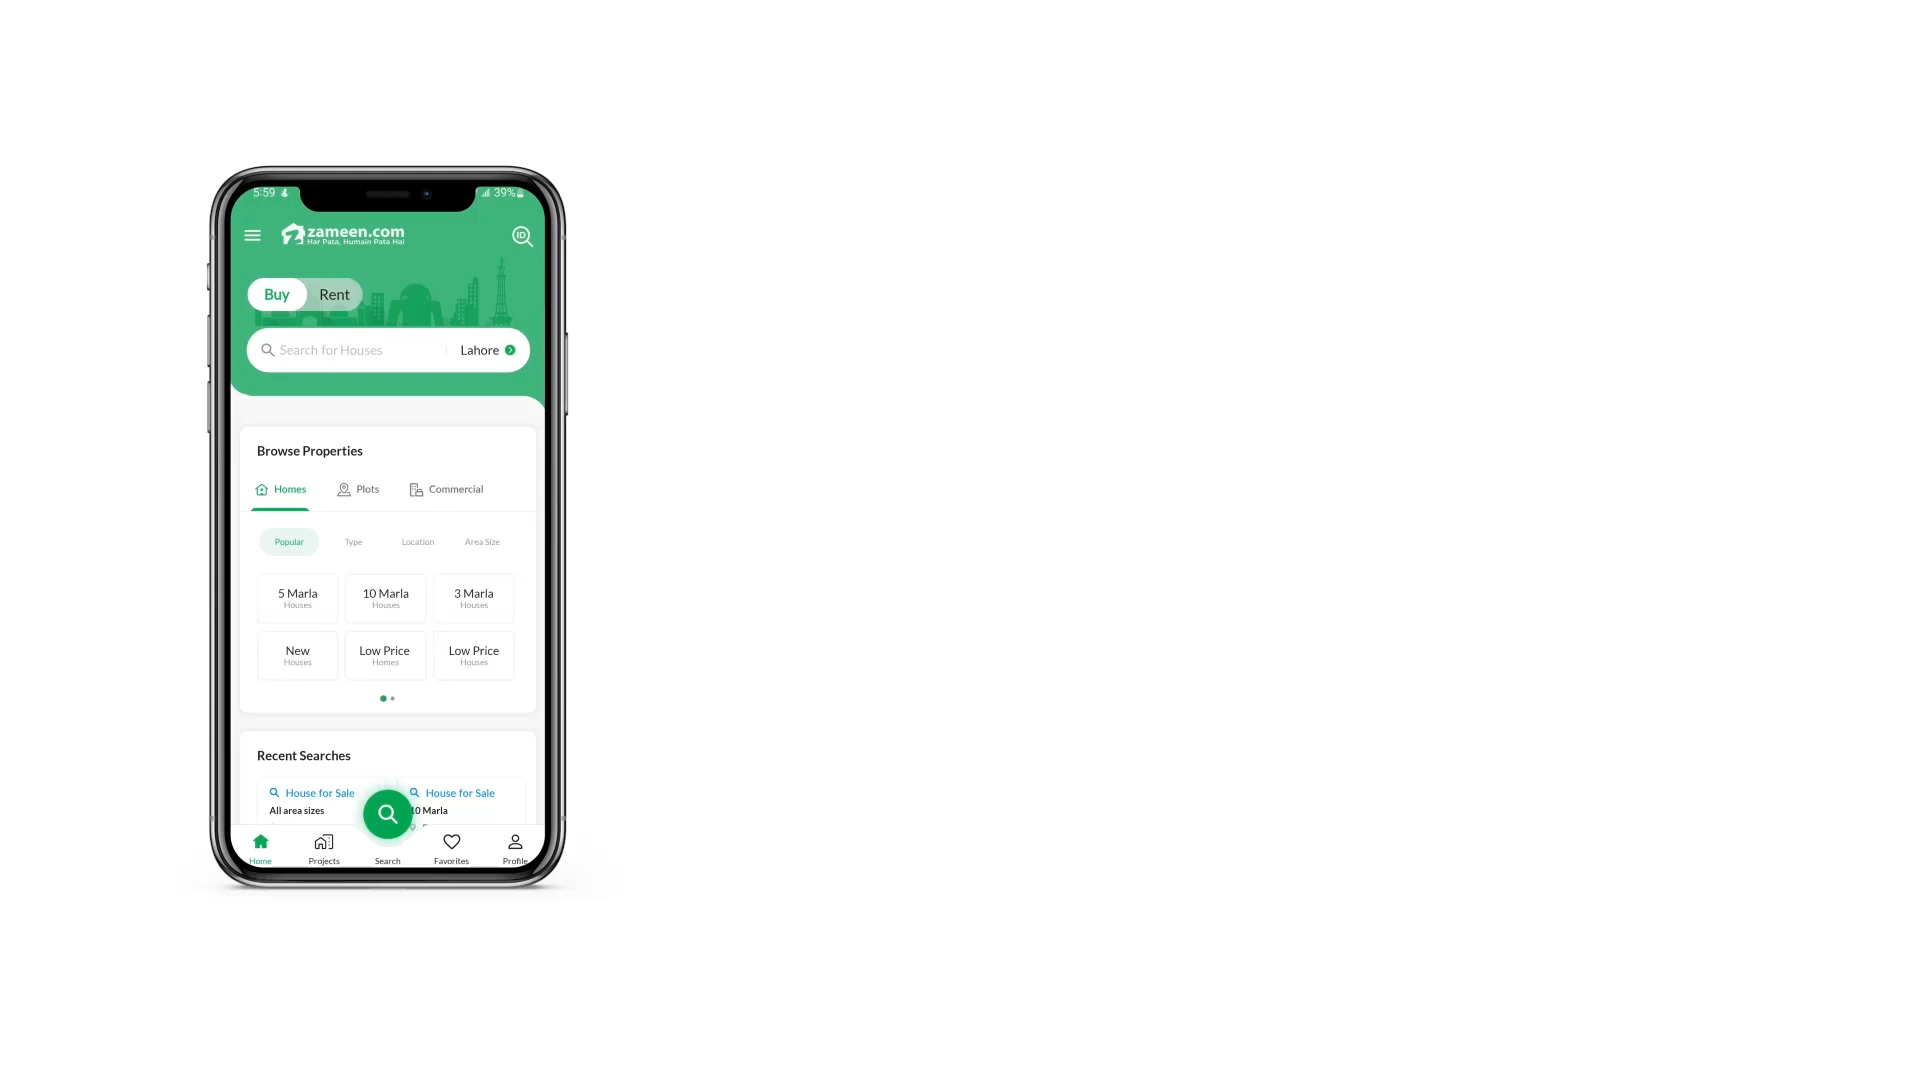 5:59
39%
zameen.com
Har Pata, Humain Pata Hai
ID
Buy Rent
Search for Houses Lahore
Browse Properties
Homes Plots Commercial
Popular Type Location Area Size
5 Marla 10 Marla 3 Marla
Houses Houses Houses
New Low Price Low Price
Houses Homes Houses
Recent Searches
House for Sale House for Sale
All area sizes 10 Marla
Home Projects Search Favorites Profile